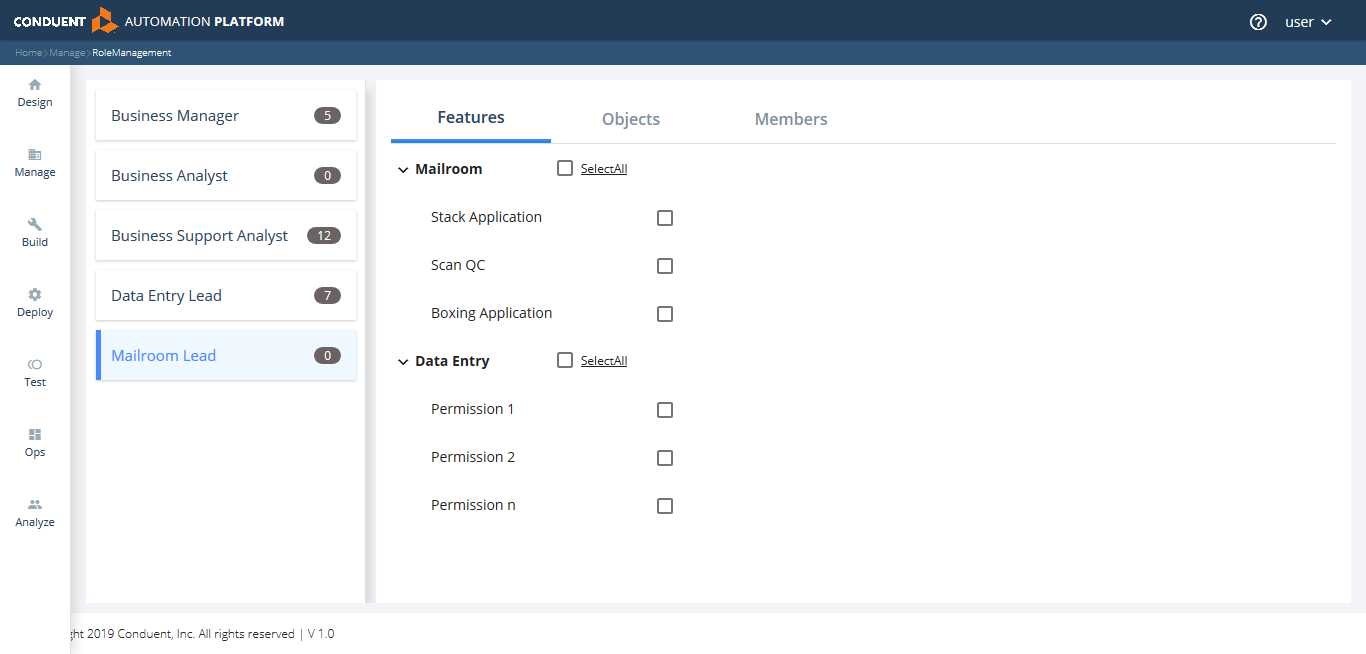 CONDUENT AUTOMATION PLATFORM
user
Home Manage RoleManagement
Design
Manage
Build
Deploy
Test
Ops
Analyze
Business Manager 5
Business Analyst 0
Business Support Analyst 12
Data Entry Lead 7
Mailroom Lead 0
Features Objects Members
Mailroom SelectAll
Stack Application
Scan QC
Boxing Application
Data Entry SelectAll
Permission 1
Permission 2
Permission n
ght 2019 Conduent, Inc. All rights reserved | V 1.0